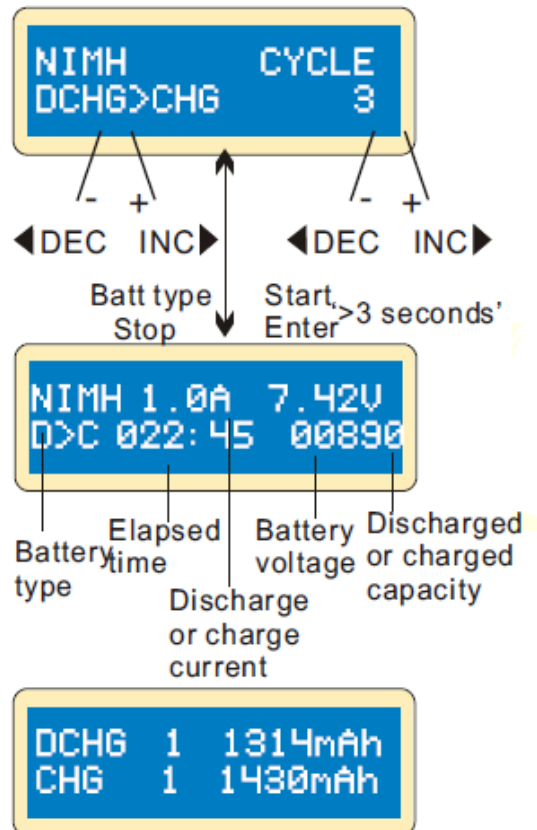 NIMH CYCLE
DCHG>CHG 3
- + - +
◀DEC INC▶ ◀DEC INC▶
Batt type Start
Stop Enter '>3 seconds'
NIMH 1.0A 7.42V
D>C 022:45 00890
Battery type
Elapsed time
Discharge or charge current
Battery voltage
Discharged or charged capacity
DCHG 1 1314mAh
CHG 1 1430mAh